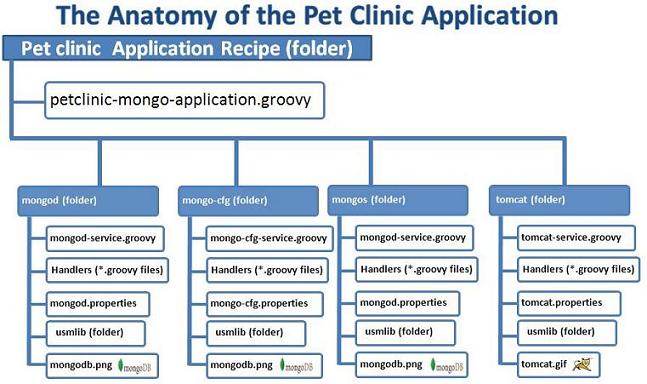 The Anatomy of the Pet Clinic Application
Pet clinic Application Recipe (folder)
petclinic-mongo-application.groovy
mongod (folder)
mongod-service.groovy
Handlers (*.groovy files)
mongod.properties
usmlib (folder)
mongodb.png mongoDB
mongo-cfg (folder)
mongo-cfg-service.groovy
Handlers (*.groovy files)
mongo-cfg.properties
usmlib (folder)
mongodb.png mongoDB
mongos (folder)
mongod-service.groovy
Handlers (*.groovy files)
mongod.properties
usmlib (folder)
mongodb.png mongoDB
tomcat (folder)
tomcat-service.groovy
Handlers (*.groovy files)
tomcat.properties
usmlib (folder)
tomcat.gif